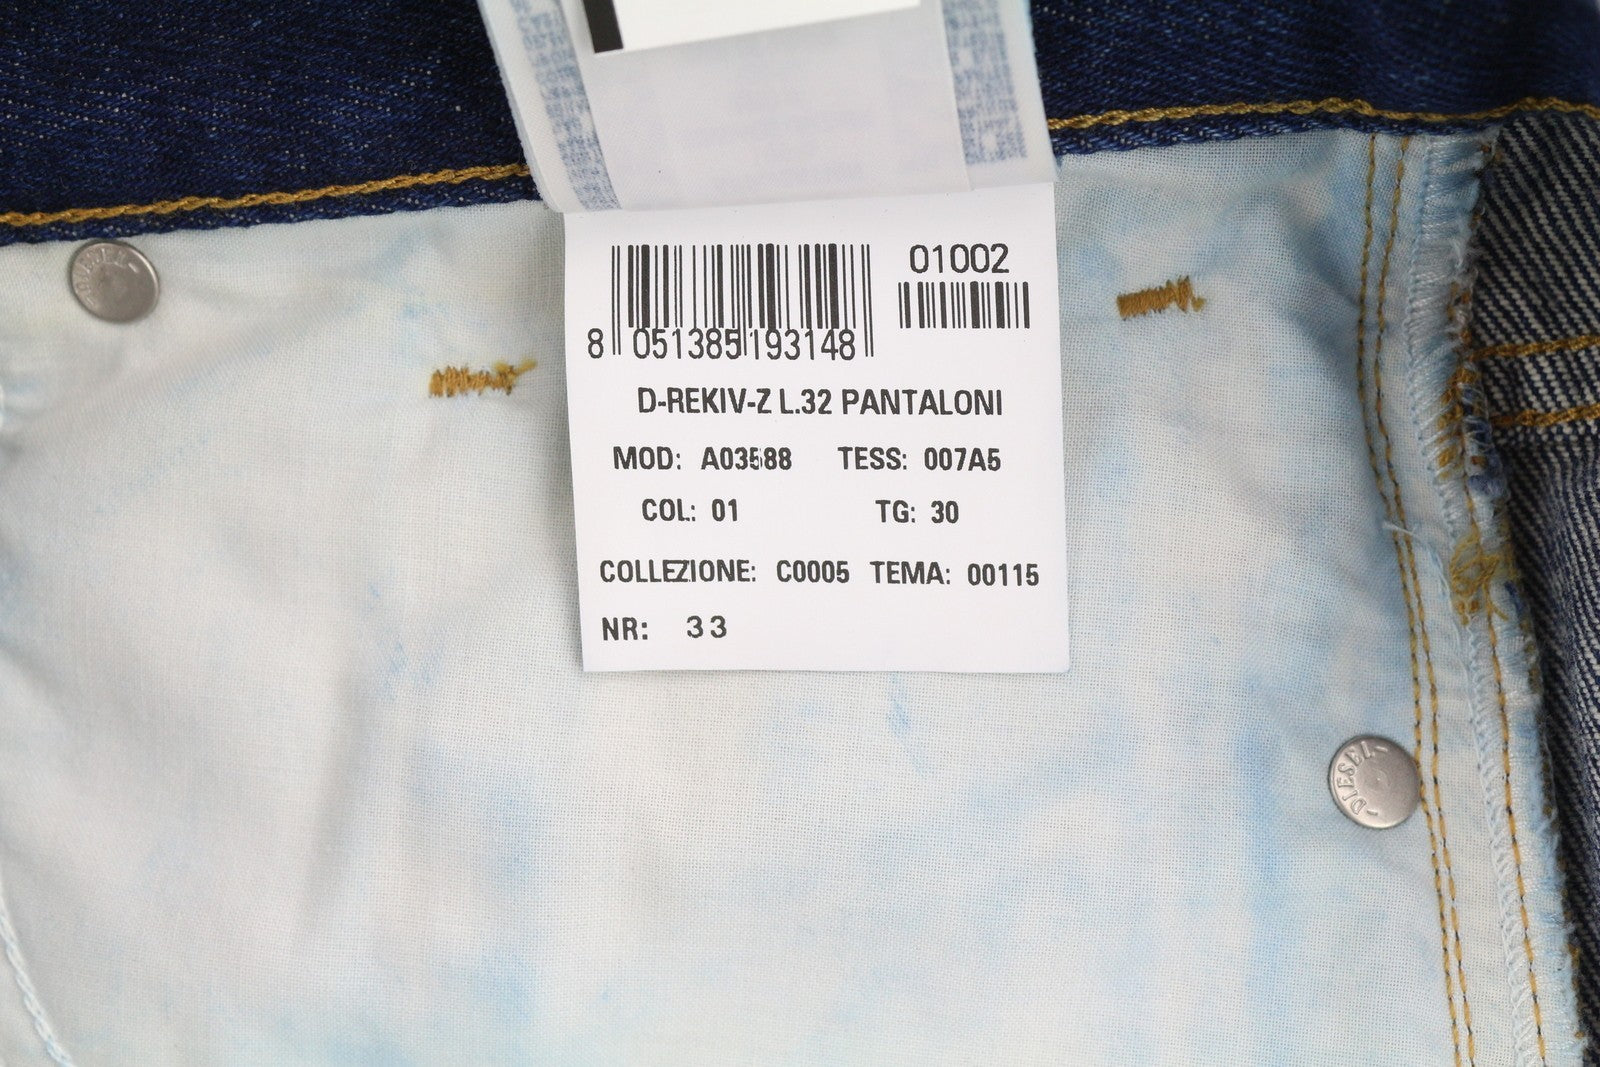 01002
8 051385 193148
D-REKIV-Z L.32 PANTALONI
MOD: A03588 TESS: 007A5
COL: 01 TG: 30
COLLEZIONE: C0005 TEMA: 00115
NR: 33
-DIESEL-